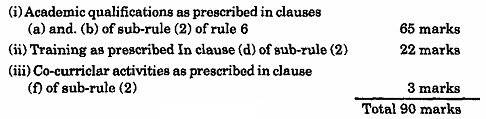 (i) Academic qualifications as prescribed in clauses
(a) and. (b) of sub-rule (2) of rule 6 65 marks
(ii) Training as prescribed In clause (d) of sub-rule (2) 22 marks
(iii) Co-curriclar activities as prescribed in clause
(f) of sub-rule (2) 3 marks
Total 90 marks